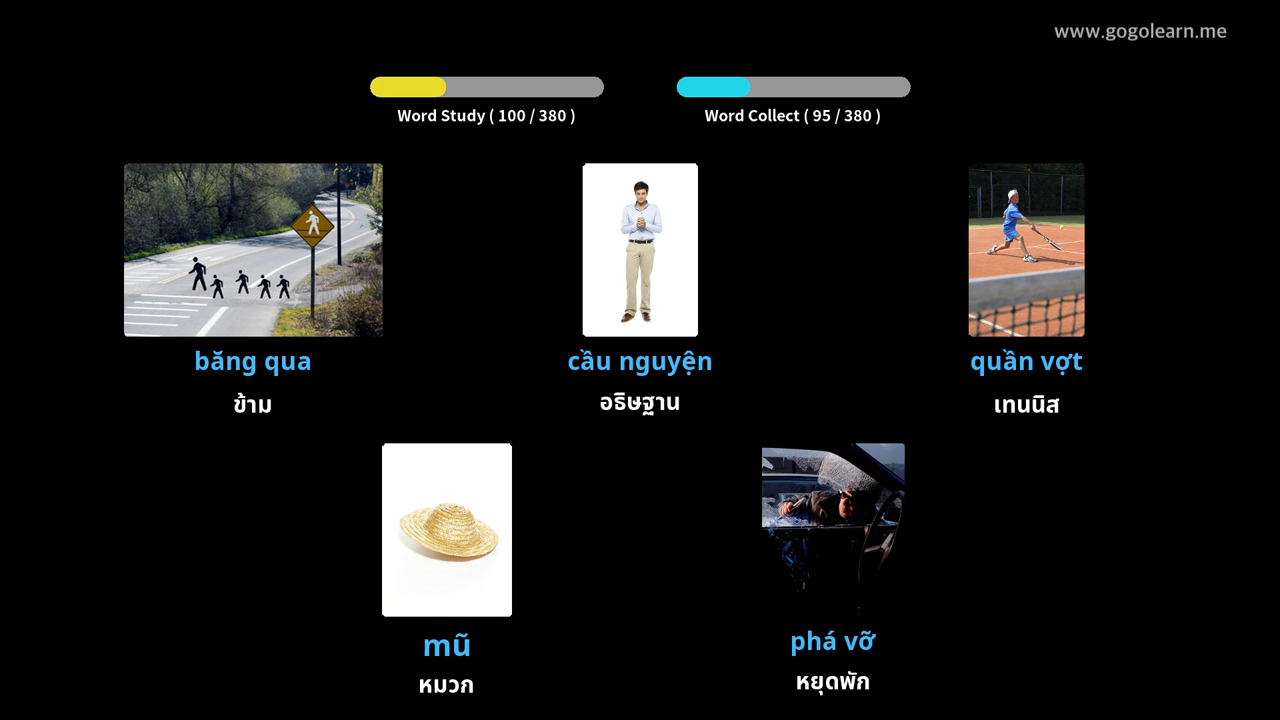 www.gogolearn.me
Word Study ( 100 / 380 )
Word Collect ( 95 / 380 )
băng qua
ข้าม
cầu nguyện
อธิษฐาน
quần vợt
เทนนิส
mũ
หมวก
phá vỡ
หยุดพัก